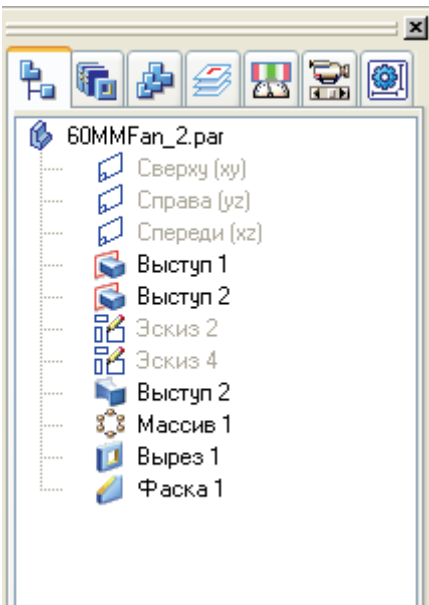 60MMFan_2.par
Сверху (xy)
Справа (yz)
Спереди (xz)
Выступ 1
Выступ 2
Эскиз 2
Эскиз 4
Выступ 2
Массив 1
Вырез 1
Фаска 1